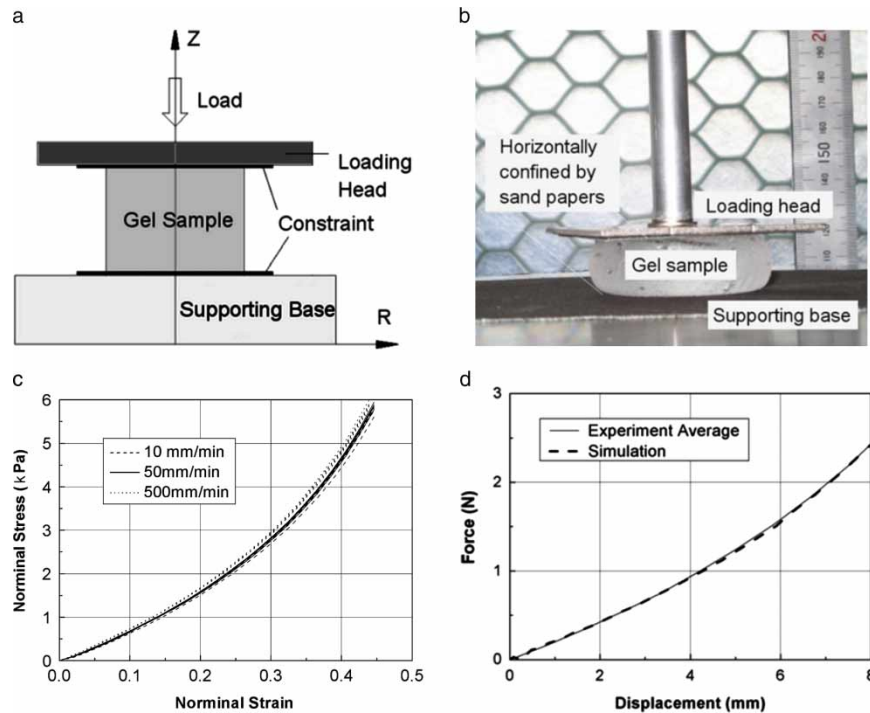 a
Z
Load
Loading
Head
Gel Sample
Constraint
Supporting Base
R
b
Horizontally
confined by
sand papers
Loading head
Gel sample
Supporting base
20
190
150
110
c
Norminal Stress (kPa)
6
5
4
3
2
1
0
10 mm/min
50mm/min
500mm/min
0.0 0.1 0.2 0.3 0.4 0.5
Norminal Strain
d
Force (N)
3
2
1
0
Experiment Average
Simulation
0 2 4 6 8
Displacement (mm)